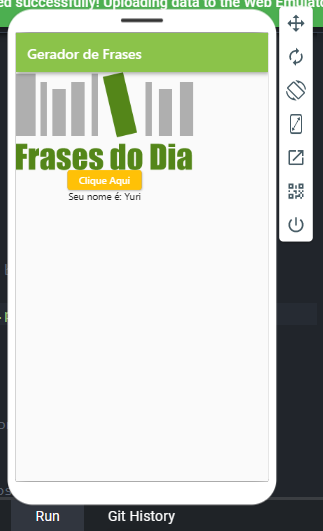 ed successfully! Uploading data to the Web Emulato
Gerador de Frases
Frases do Dia
Clique Aqui
Seu nome é: Yuri
Run
Git History